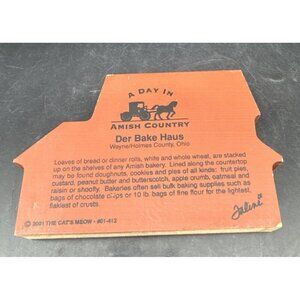 A DAY IN
AMISH COUNTRY
Der Bake Haus
Wayne/Holmes County, Ohio
Loaves of bread or dinner rolls, white and whole wheat, are stacked
up on the shelves of any Amish bakery. Lined along the countertop
may be found doughnuts, cookies and pies of all kinds: fruit pies,
custard, peanut butter and butterscotch, apple crumb, oatmeal and
raisin or shoofly. Bakeries often sell bulk baking supplies such as
bags of chocolate chips or 10 lb. bags of fine flour for the lightest,
flakiest of crusts.
© 2001 THE CAT'S MEOW • #01-412
Faline